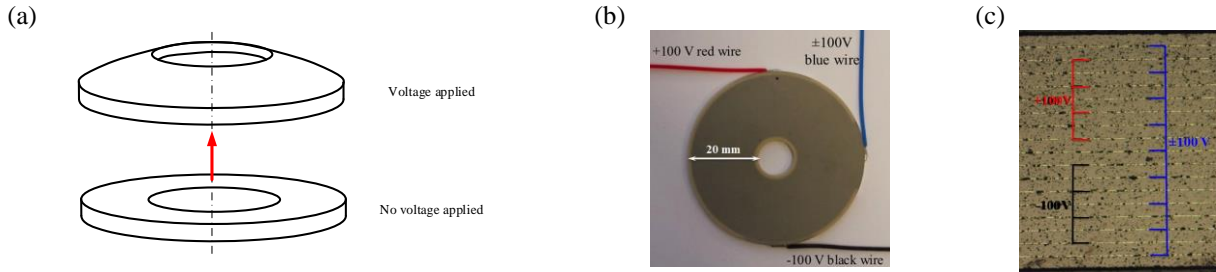 (a)
Voltage applied
No voltage applied
(b)
+100 V red wire
±100V
blue wire
20 mm
-100 V black wire
(c)
+100V
±100 V
-100V